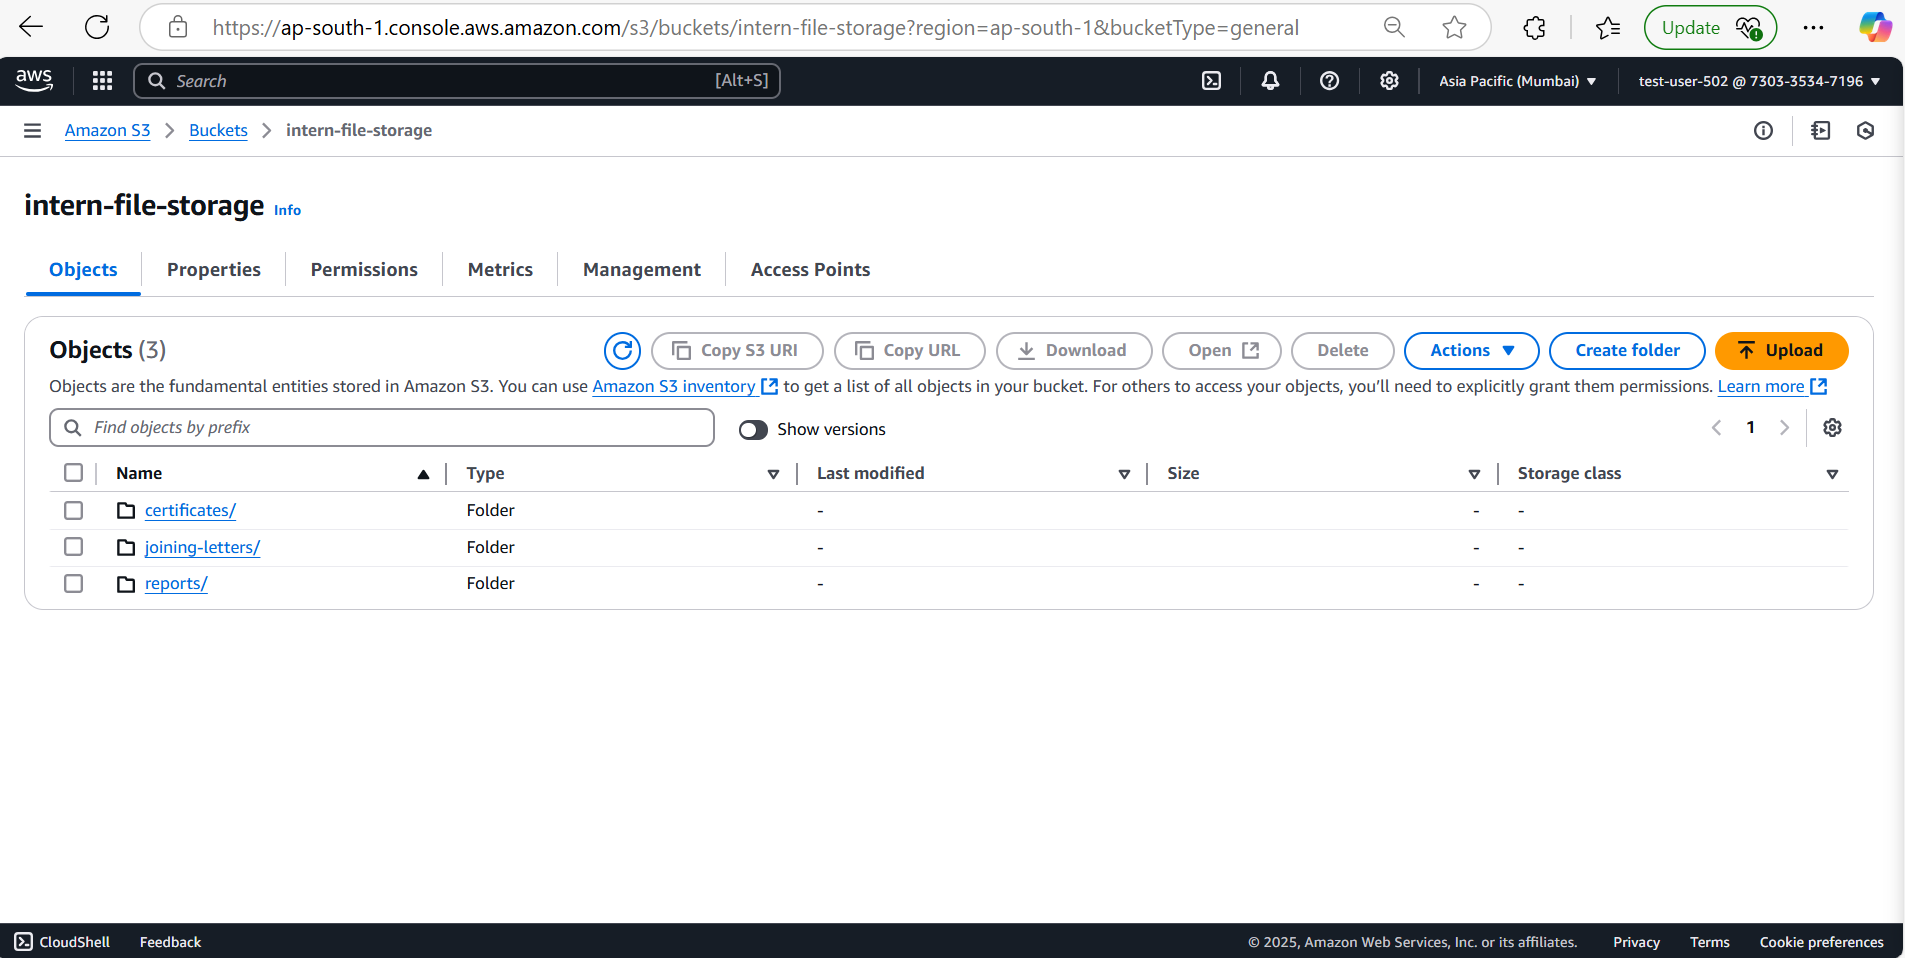 https://ap-south-1.console.aws.amazon.com/s3/buckets/intern-file-storage?region=ap-south-1&bucketType=general
Update
aws
Search [Alt+S]
Asia Pacific (Mumbai)
test-user-502 @ 7303-3534-7196
Amazon S3 > Buckets > intern-file-storage
intern-file-storage Info
Objects Properties Permissions Metrics Management Access Points
Objects (3)
Copy S3 URI Copy URL Download Open Delete Actions Create folder Upload
Objects are the fundamental entities stored in Amazon S3. You can use Amazon S3 inventory to get a list of all objects in your bucket. For others to access your objects, you’ll need to explicitly grant them permissions. Learn more
Find objects by prefix
Show versions
1
Name Type Last modified Size Storage class
certificates/ Folder - - -
joining-letters/ Folder - - -
reports/ Folder - - -
CloudShell Feedback © 2025, Amazon Web Services, Inc. or its affiliates. Privacy Terms Cookie preferences